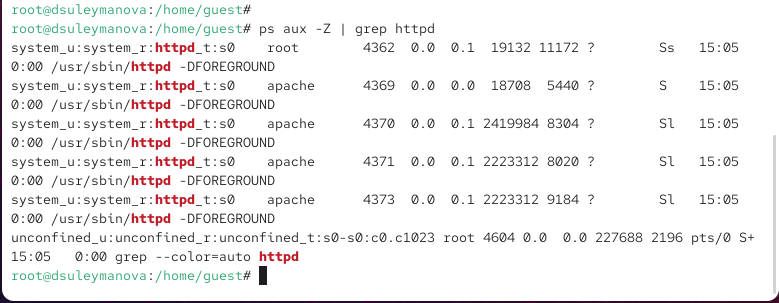 root@dsuleymanova:/home/guest#
root@dsuleymanova:/home/guest# ps aux -Z | grep httpd
system_u:system_r:httpd_t:s0    root        4362  0.0  0.1  19132 11172 ?        Ss   15:05
0:00 /usr/sbin/httpd -DFOREGROUND
system_u:system_r:httpd_t:s0    apache      4369  0.0  0.0  18708  5440 ?        S    15:05
0:00 /usr/sbin/httpd -DFOREGROUND
system_u:system_r:httpd_t:s0    apache      4370  0.0  0.1 2419984 8304 ?        Sl   15:05
0:00 /usr/sbin/httpd -DFOREGROUND
system_u:system_r:httpd_t:s0    apache      4371  0.0  0.1 2223312 8020 ?        Sl   15:05
0:00 /usr/sbin/httpd -DFOREGROUND
system_u:system_r:httpd_t:s0    apache      4373  0.0  0.1 2223312 9184 ?        Sl   15:05
0:00 /usr/sbin/httpd -DFOREGROUND
unconfined_u:unconfined_r:unconfined_t:s0-s0:c0.c1023 root 4604 0.0  0.0 227688 2196 pts/0 S+
15:05   0:00 grep --color=auto httpd
root@dsuleymanova:/home/guest#